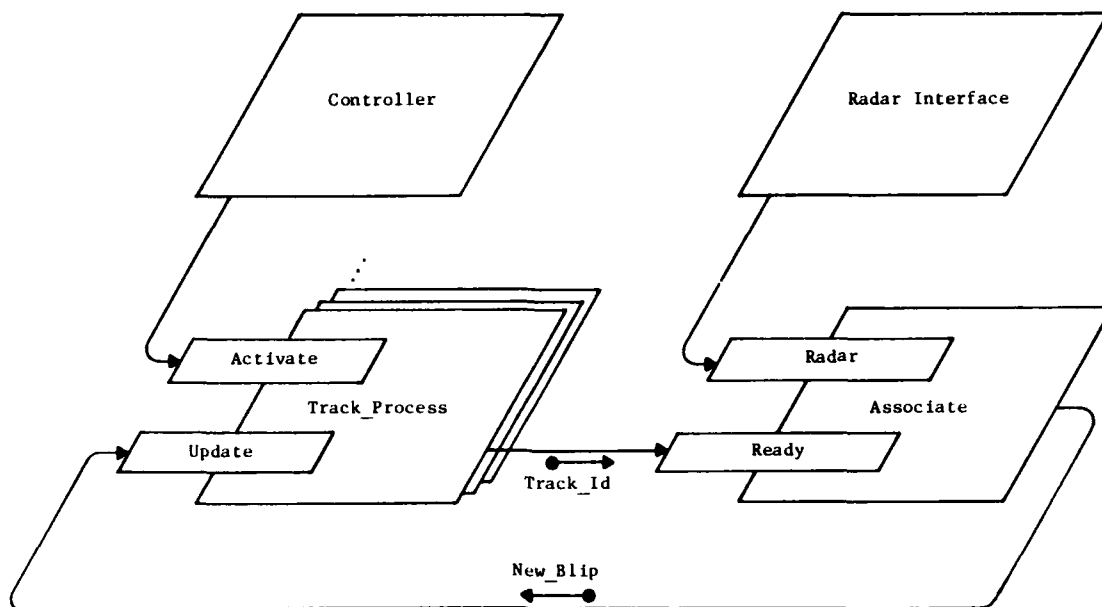 Controller
Radar Interface
Activate
Radar
Track_Process
Associate
Update
Ready
Track_Id
New_Blip